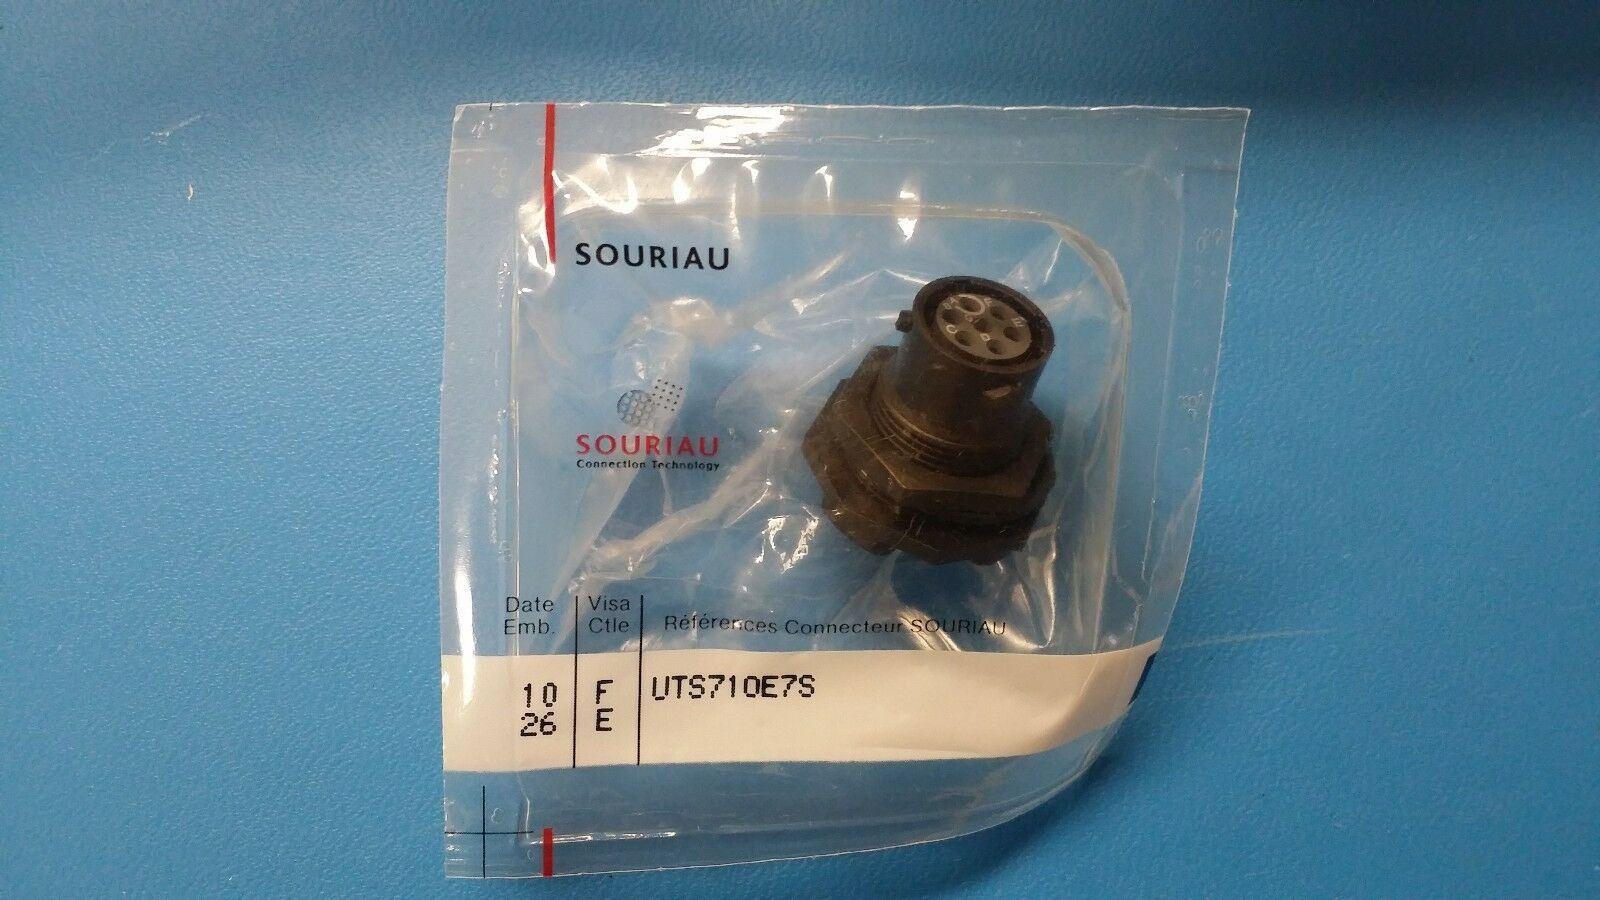 SOURIAU
SOURIAU
Connection Technology
Date
Emb.
Visa
Ctle
Références Connecteur SOURIAU
10
26
F
E
UTS710E7S